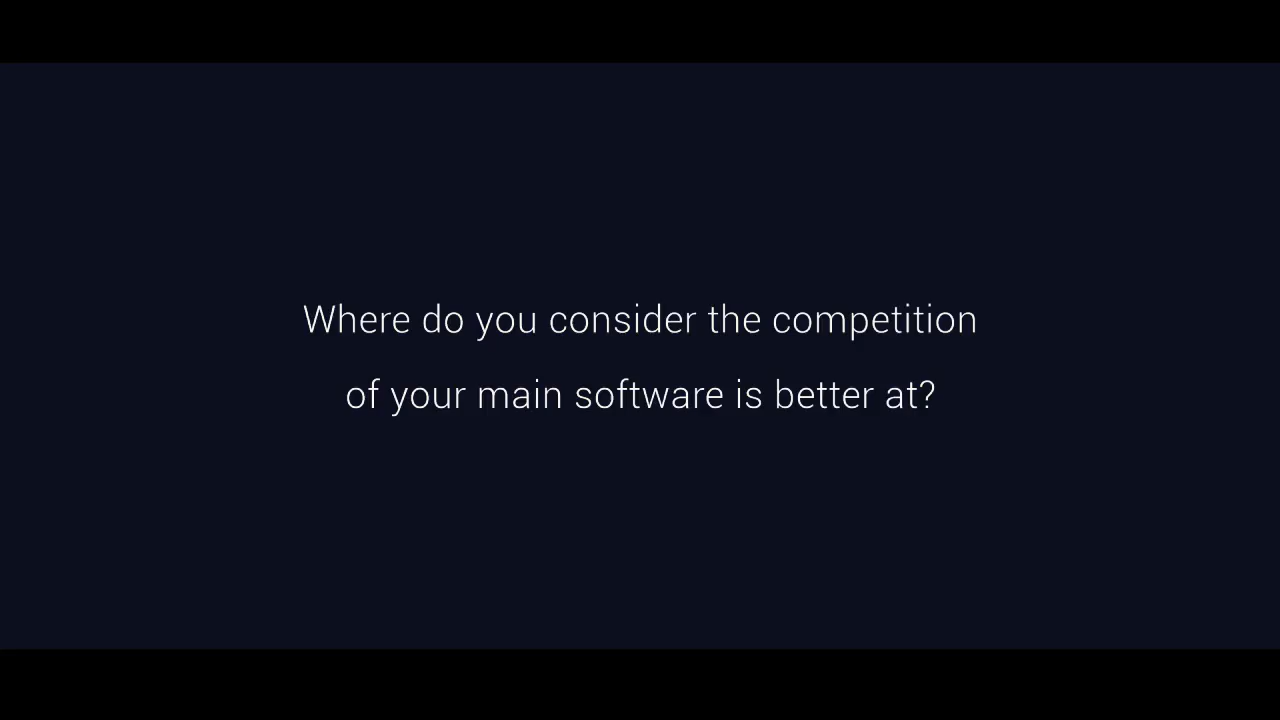 Where do you consider the competition
of your main software is better at?